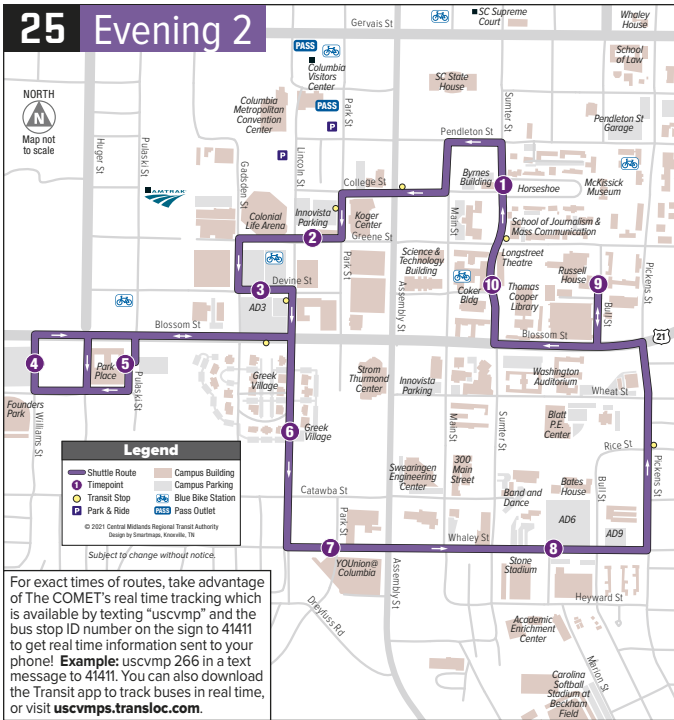 25 Evening 2
Gervais St
SC Supreme
Court
Whaley
House
School
of Law
PASS
Columbia
Visitors
Center
PASS
P
SC State
House
Sumter St
NORTH
N
Map not
to scale
Columbia
Metropolitan
Convention
Center
Park St
Lincoln St
P
Pendleton St
Pendleton St
Garage
Huger St
Pulaski St
Gadsden St
AMTRAK
College St
Byrnes
Building
1
Horseshoe
McKissick
Museum
Colonial
Life Arena
Innovista
Parking
Koger
Center
Main St
School of Journalism &
Mass Communication
2
Greene St
Science &
Technology
Building
Longstreet
Theatre
Park St
Assembly St
Russell
House
Pickens St
Devine St
3
AD3
Coker
Bldg
10
Thomas
Cooper
Library
9
Bull St
Blossom St
Blossom St
21
4
Park
Place
5
Pulaski St
Greek
Village
Strom
Thurmond
Center
Innovista
Parking
Washington
Auditorium
Wheat St
Founders
Park
Williams St
6
Greek
Village
Main St
Sumter St
Blatt
P.E.
Center
Rice St
Legend
Shuttle Route
Campus Building
1
Timepoint
Campus Parking
Transit Stop
Blue Bike Station
P
Park & Ride
PASS
Pass Outlet
© 2021 Central Midlands Regional Transit Authority
Design by Smartmaps, Knoxville, TN
Subject to change without notice.
Swearingen
Engineering
Center
300
Main
Street
Band and
Dance
Bates
House
Bull St
Pickens St
Catawba St
Park St
AD6
AD9
7
Whaley St
8
YOUnion@
Columbia
Assembly St
Stone
Stadium
Heyward St
Dreyfuss Rd
Academic
Enrichment
Center
Marion St
Carolina
Softball
Stadium at
Beckham
Field
For exact times of routes, take advantage
of The COMET’s real time tracking which
is available by texting “uscvmp” and the
bus stop ID number on the sign to 41411
to get real time information sent to your
phone! Example: uscvmp 266 in a text
message to 41411. You can also download
the Transit app to track buses in real time,
or visit uscvmps.transloc.com.